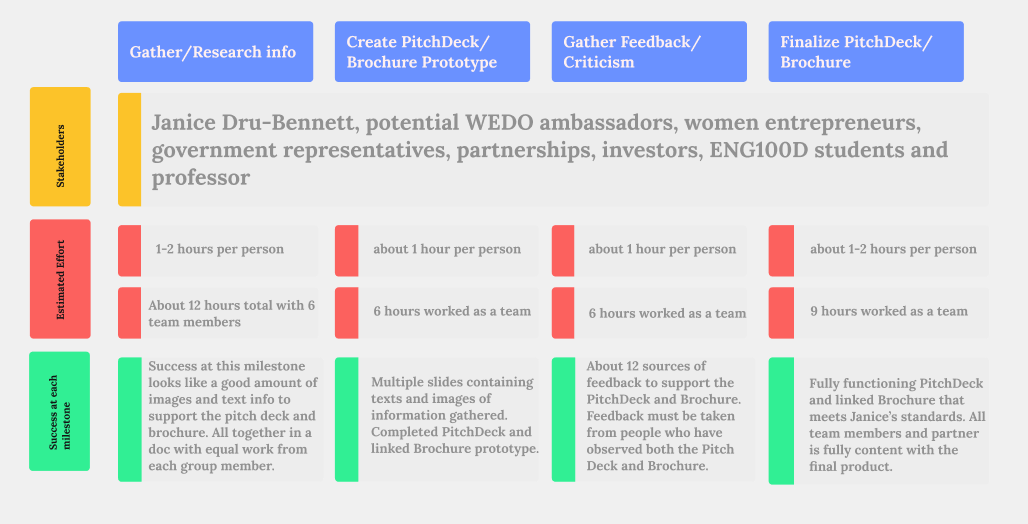 Gather/Research info
Create PitchDeck/
Brochure Prototype
Gather Feedback/
Criticism
Finalize PitchDeck/
Brochure
Stakeholders
Janice Dru-Bennett, potential WEDO ambassadors, women entrepreneurs,
government representatives, partnerships, investors, ENG100D students and
professor
Estimated Effort
1-2 hours per person
about 1 hour per person
about 1 hour per person
about 1-2 hours per person
About 12 hours total with 6
team members
6 hours worked as a team
6 hours worked as a team
9 hours worked as a team
Success at each
milestone
Success at this milestone
looks like a good amount of
images and text info to
support the pitch deck and
brochure. All together in a
doc with equal work from
each group member.
Multiple slides containing
texts and images of
information gathered.
Completed PitchDeck and
linked Brochure prototype.
About 12 sources of
feedback to support the
PitchDeck and Brochure.
Feedback must be taken
from people who have
observed both the Pitch
Deck and Brochure.
Fully functioning PitchDeck
and linked Brochure that
meets Janice's standards. All
team members and partner
is fully content with the
final product.